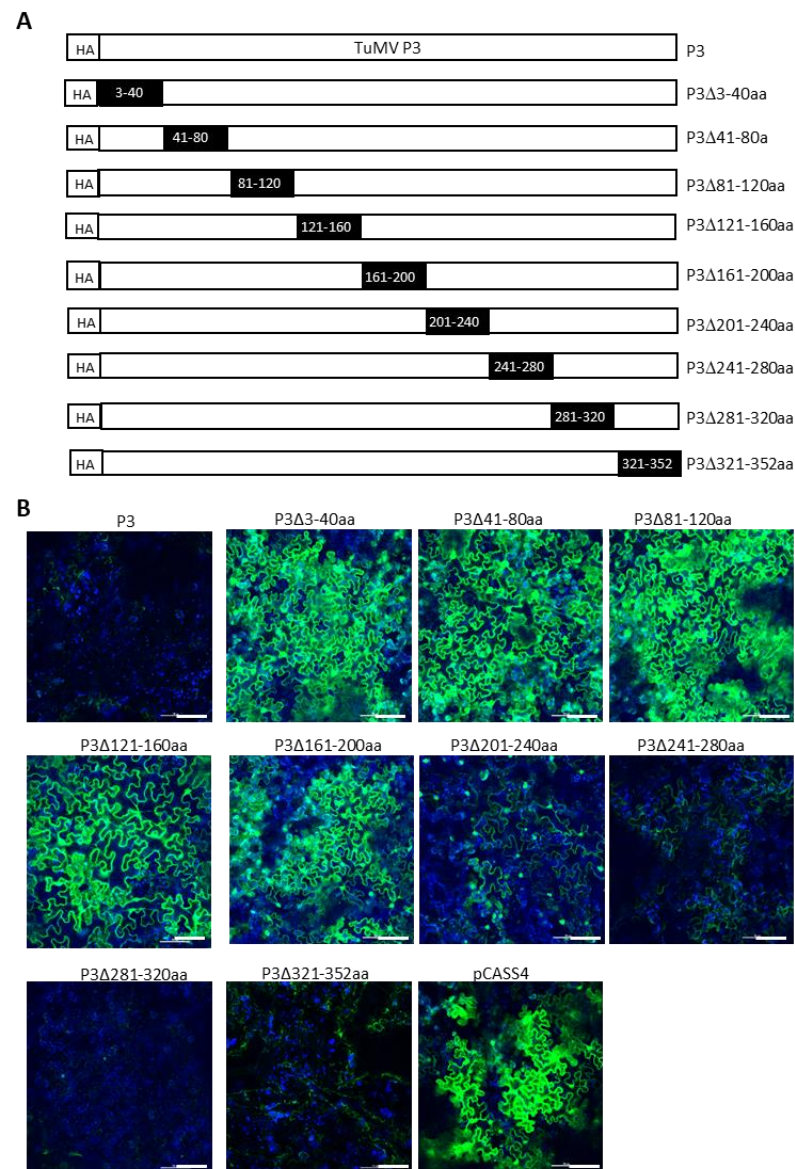 A
HA TuMV P3 P3
HA 3-40 P3Δ3-40aa
HA 41-80 P3Δ41-80a
HA 81-120 P3Δ81-120aa
HA 121-160 P3Δ121-160aa
HA 161-200 P3Δ161-200aa
HA 201-240 P3Δ201-240aa
HA 241-280 P3Δ241-280aa
HA 281-320 P3Δ281-320aa
HA 321-352 P3Δ321-352aa
B
P3 P3Δ3-40aa P3Δ41-80aa P3Δ81-120aa
P3Δ121-160aa P3Δ161-200aa P3Δ201-240aa P3Δ241-280aa
P3Δ281-320aa P3Δ321-352aa pCASS4